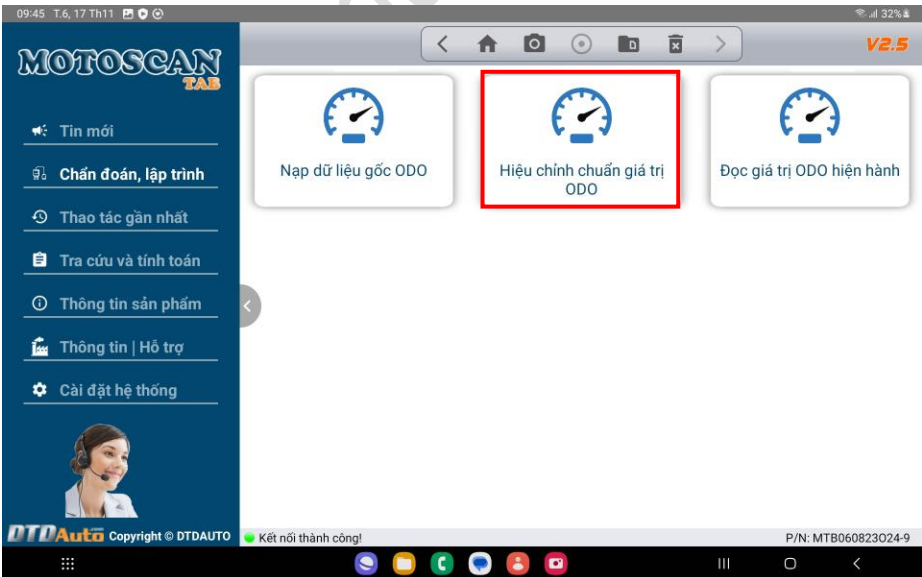 09:45 T.6, 17 Th11
32%
MOTOSCAN
TAB
V2.5
Tin mới
Chẩn đoán, lập trình
Thao tác gần nhất
Tra cứu và tính toán
Thông tin sản phẩm
Thông tin | Hỗ trợ
Cài đặt hệ thống
Nạp dữ liệu gốc ODO
Hiệu chỉnh chuẩn giá trị
ODO
Đọc giá trị ODO hiện hành
DTDAuto Copyright © DTDAUTO
Kết nối thành công!
P/N: MTB060823O24-9